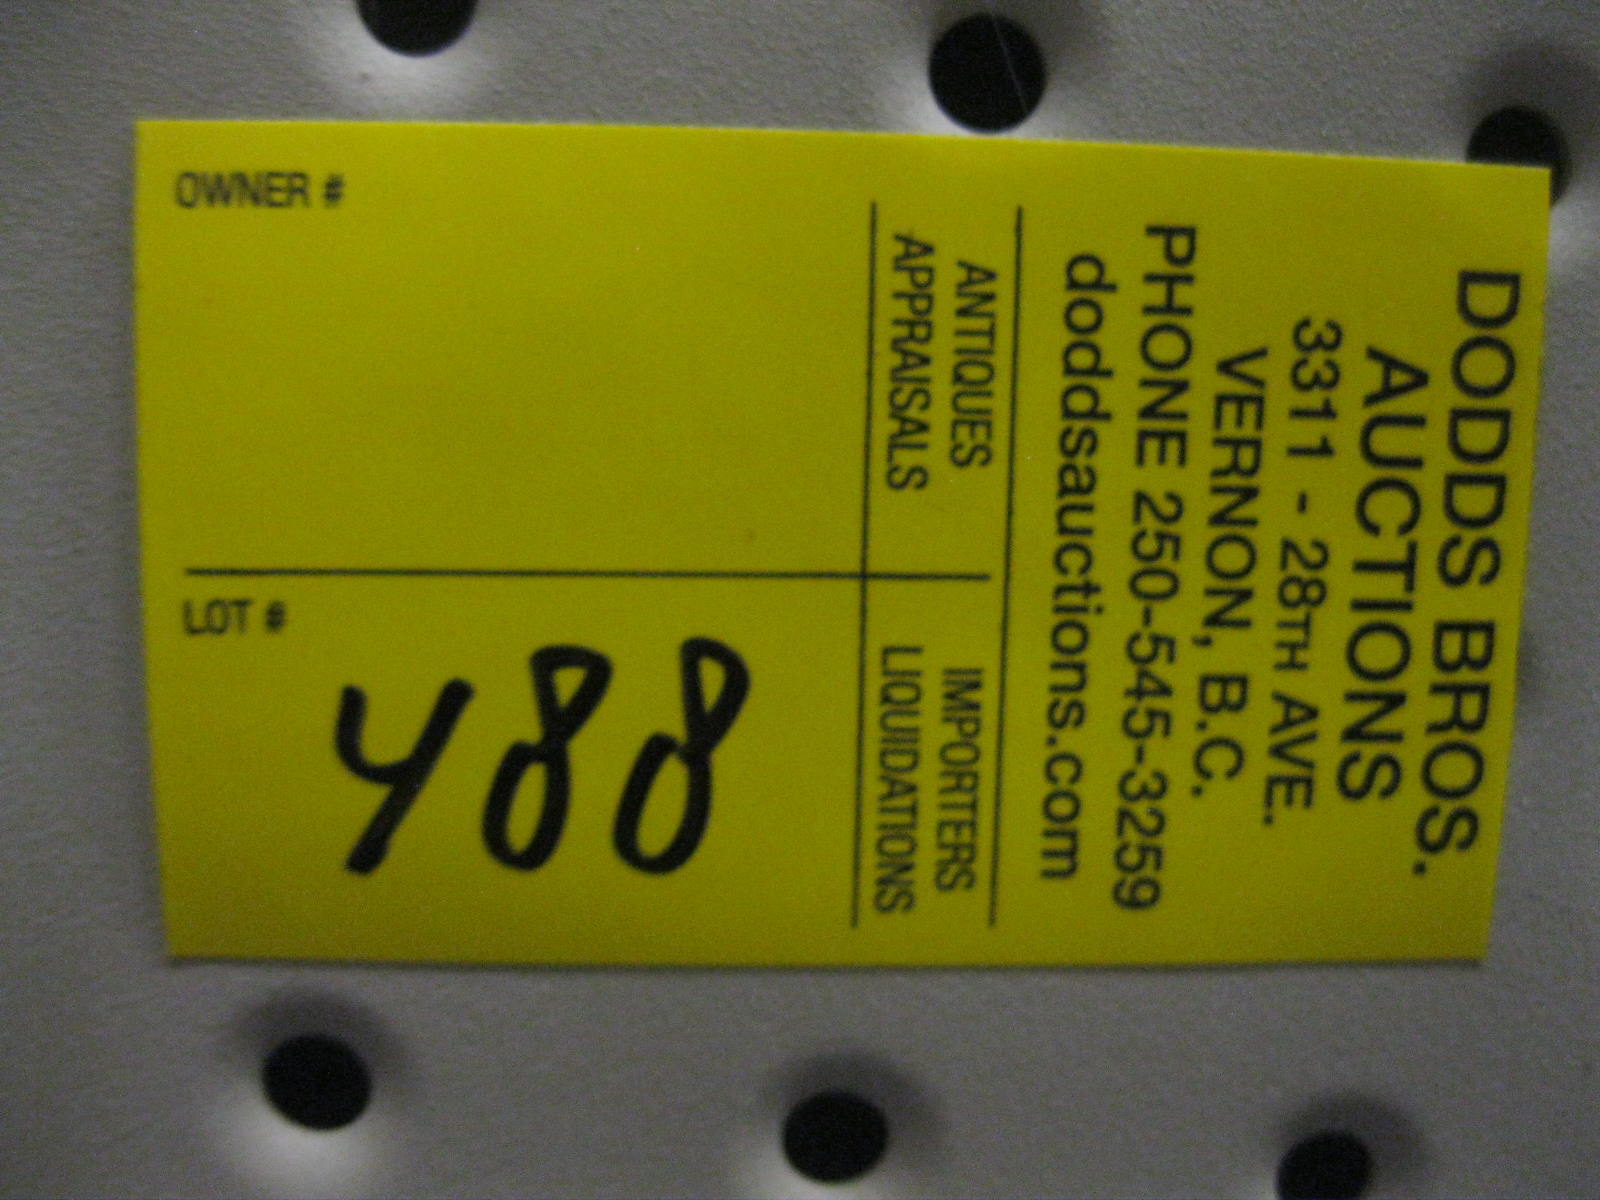 DODDS BROS.
AUCTIONS
3311 - 28TH AVE.
VERNON, B.C.
PHONE 250-545-3259
doddsauctions.com
ANTIQUES
APPRAISALS
IMPORTERS
LIQUIDATIONS
OWNER #
LOT #
488